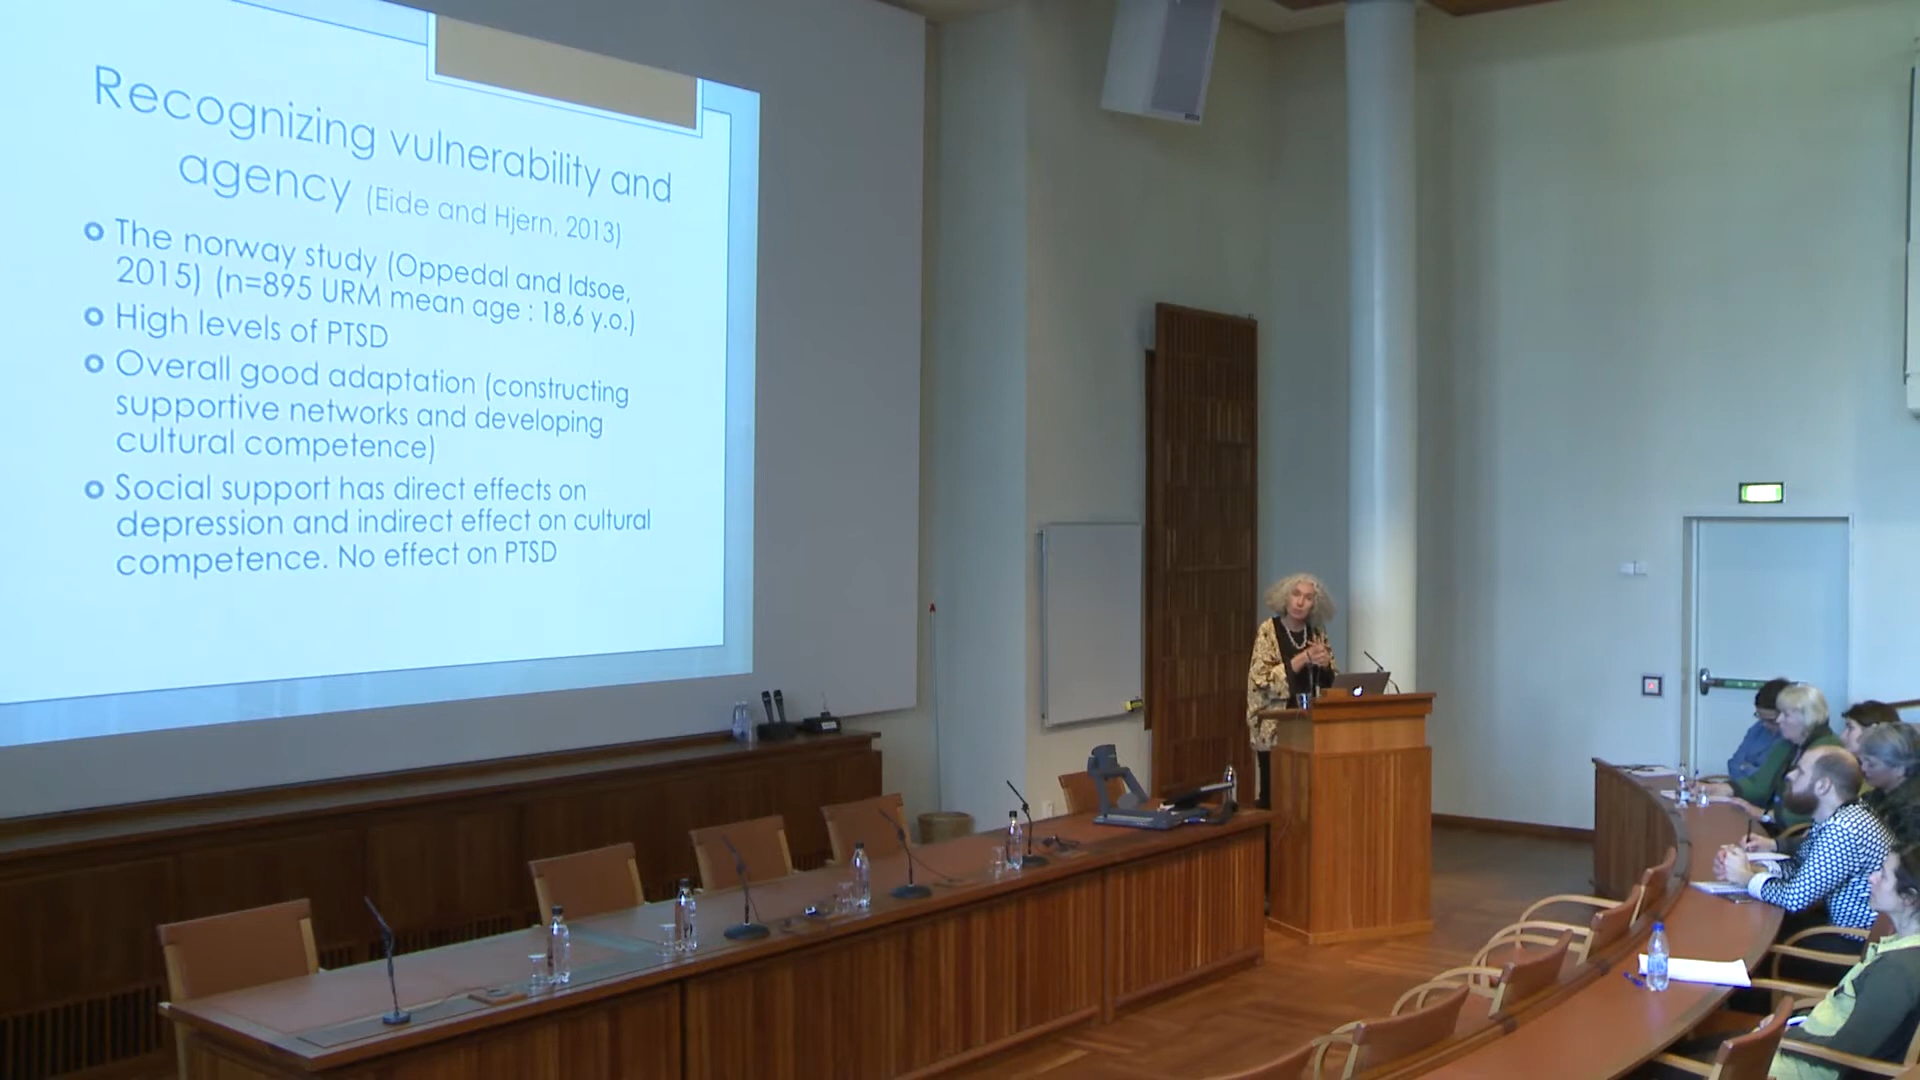 Recognizing vulnerability and
agency (Eide and Hjern, 2013)
The norway study (Oppedal and Idsoe,
2015) (n=895 URM mean age : 18,6 y.o.)
High levels of PTSD
Overall good adaptation (constructing
supportive networks and developing
cultural competence)
Social support has direct effects on
depression and indirect effect on cultural
competence. No effect on PTSD